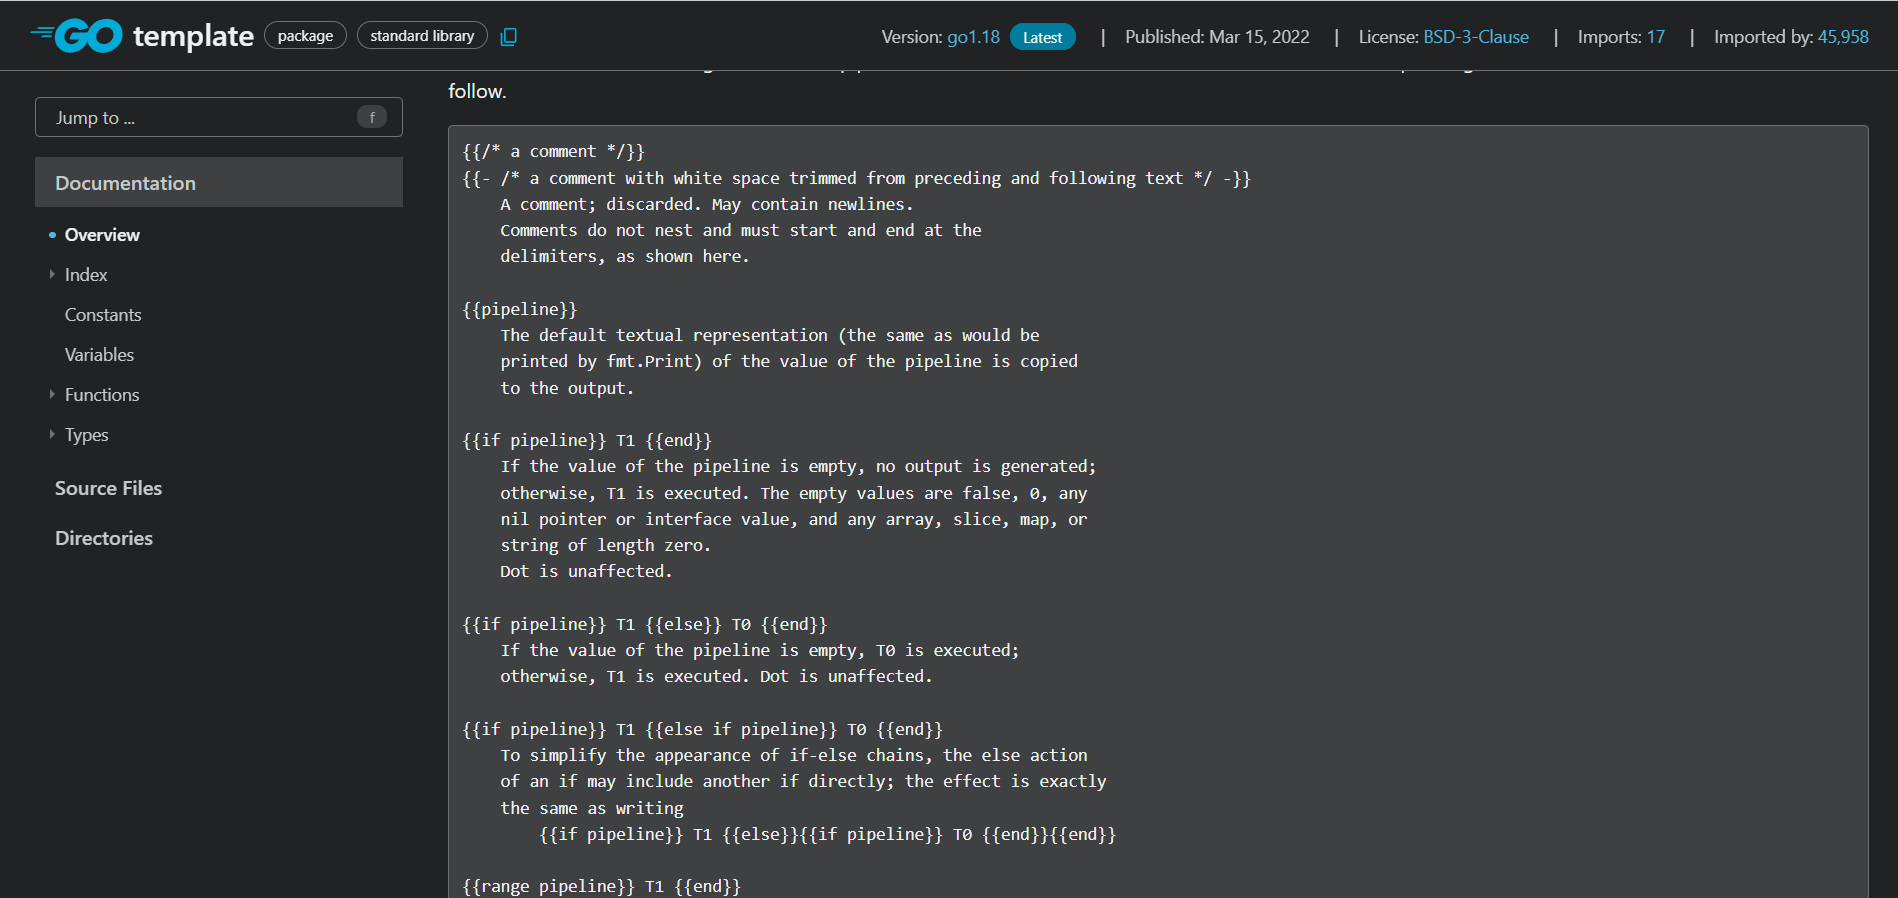 GO template package standard library Version: go1.18 Latest | Published: Mar 15, 2022 | License: BSD-3-Clause | Imports: 17 | Imported by: 45,958
Jump to ... f
Documentation
Overview
Index
Constants
Variables
Functions
Types
Source Files
Directories
follow.
{{/* a comment */}}
{{- /* a comment with white space trimmed from preceding and following text */ -}}
A comment; discarded. May contain newlines.
Comments do not nest and must start and end at the
delimiters, as shown here.
{{pipeline}}
The default textual representation (the same as would be
printed by fmt.Print) of the value of the pipeline is copied
to the output.
{{if pipeline}} T1 {{end}}
If the value of the pipeline is empty, no output is generated;
otherwise, T1 is executed. The empty values are false, 0, any
nil pointer or interface value, and any array, slice, map, or
string of length zero.
Dot is unaffected.
{{if pipeline}} T1 {{else}} T0 {{end}}
If the value of the pipeline is empty, T0 is executed;
otherwise, T1 is executed. Dot is unaffected.
{{if pipeline}} T1 {{else if pipeline}} T0 {{end}}
To simplify the appearance of if-else chains, the else action
of an if may include another if directly; the effect is exactly
the same as writing
{{if pipeline}} T1 {{else}}{{if pipeline}} T0 {{end}}{{end}}
{{range pipeline}} T1 {{end}}